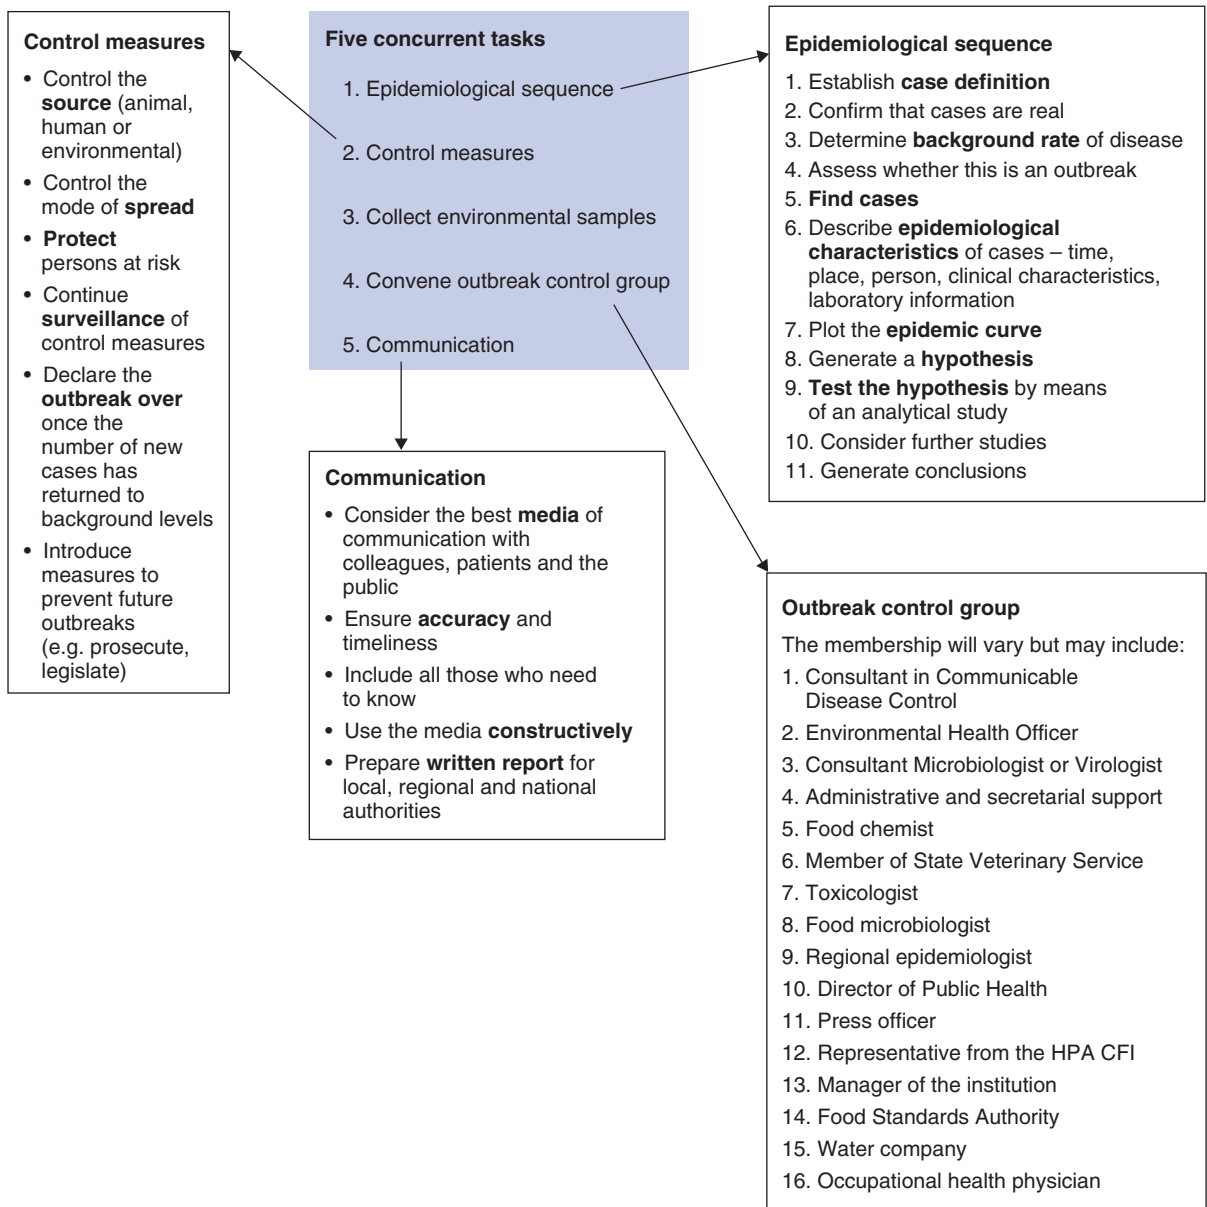 Control measures
• Control the
source (animal,
human or
environmental)
• Control the
mode of spread
• Protect
persons at risk
• Continue
surveillance of
control measures
• Declare the
outbreak over
once the
number of new
cases has
returned to
background levels
• Introduce
measures to
prevent future
outbreaks
(e.g. prosecute,
legislate)
Five concurrent tasks
1. Epidemiological sequence
2. Control measures
3. Collect environmental samples
4. Convene outbreak control group
5. Communication
Epidemiological sequence
1. Establish case definition
2. Confirm that cases are real
3. Determine background rate of disease
4. Assess whether this is an outbreak
5. Find cases
6. Describe epidemiological
characteristics of cases – time,
place, person, clinical characteristics,
laboratory information
7. Plot the epidemic curve
8. Generate a hypothesis
9. Test the hypothesis by means
of an analytical study
10. Consider further studies
11. Generate conclusions
Communication
• Consider the best media of
communication with
colleagues, patients and the
public
• Ensure accuracy and
timeliness
• Include all those who need
to know
• Use the media constructively
• Prepare written report for
local, regional and national
authorities
Outbreak control group
The membership will vary but may include:
1. Consultant in Communicable
Disease Control
2. Environmental Health Officer
3. Consultant Microbiologist or Virologist
4. Administrative and secretarial support
5. Food chemist
6. Member of State Veterinary Service
7. Toxicologist
8. Food microbiologist
9. Regional epidemiologist
10. Director of Public Health
11. Press officer
12. Representative from the HPA CFI
13. Manager of the institution
14. Food Standards Authority
15. Water company
16. Occupational health physician